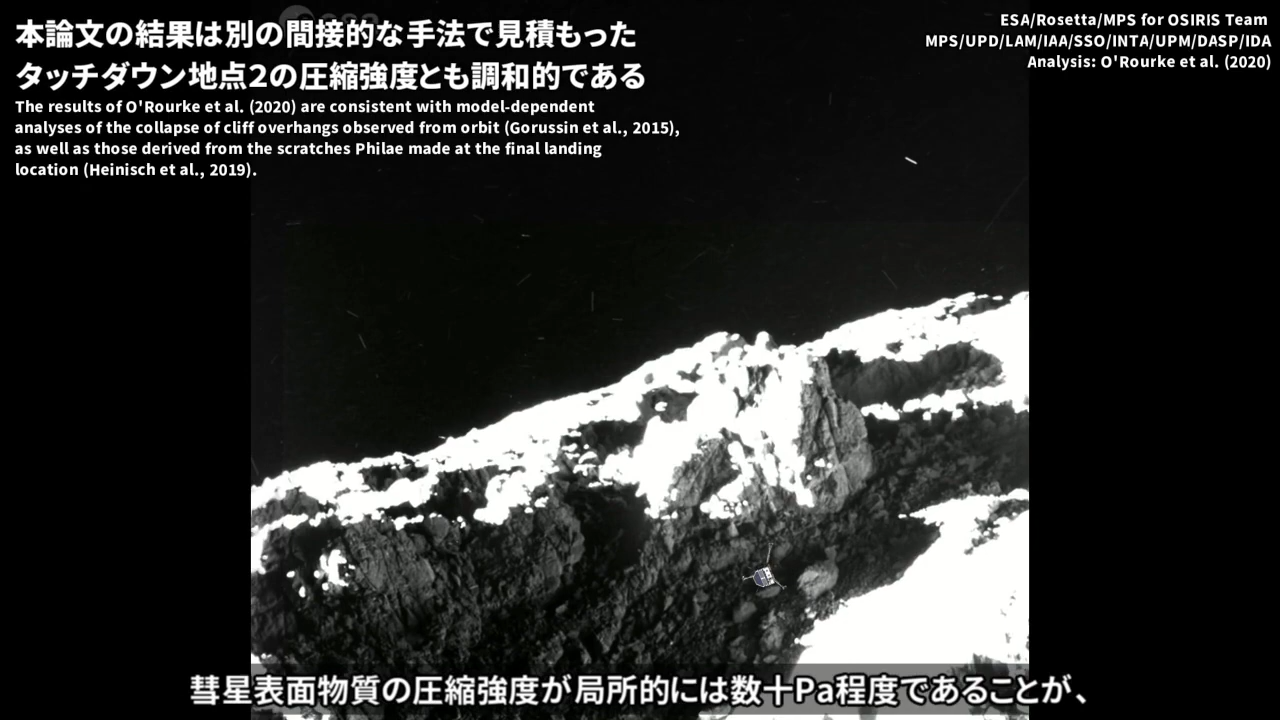 本論文の結果は別の間接的な手法で見積もった
タッチダウン地点2の圧縮強度とも調和的である
The results of O'Rourke et al. (2020) are consistent with model-dependent
analyses of the collapse of cliff overhangs observed from orbit (Gorussin et al., 2015),
as well as those derived from the scratches Philae made at the final landing
location (Heinisch et al., 2019).
ESA/Rosetta/MPS for OSIRIS Team
MPS/UPD/LAM/IAA/SSO/INTA/UPM/DASP/IDA
Analysis: O'Rourke et al. (2020)
彗星表面物質の圧縮強度が局所的には数十Pa程度であることが、